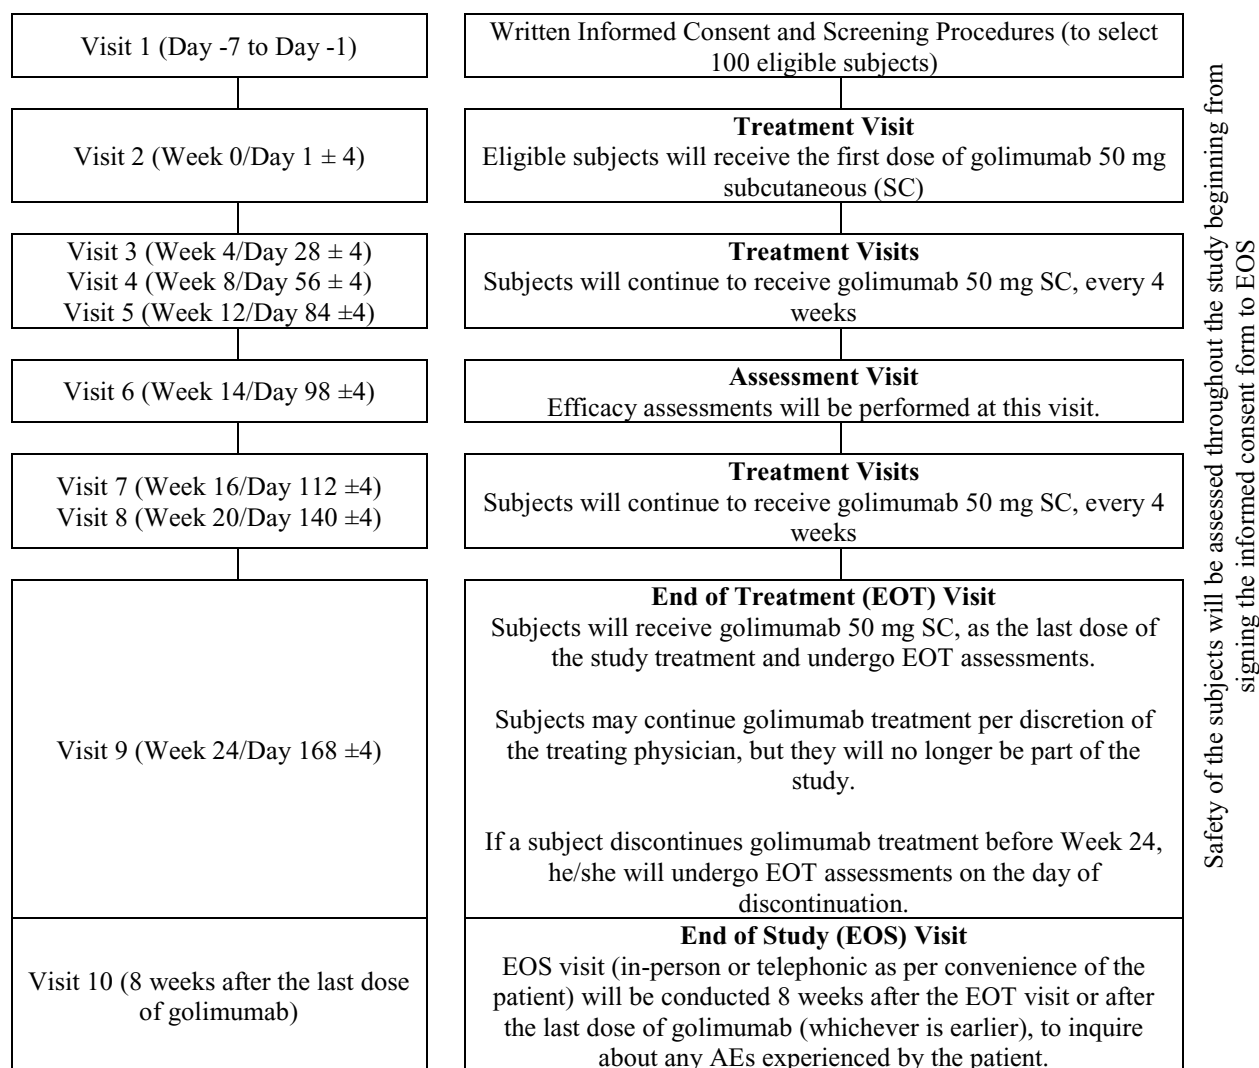 Visit 1 (Day -7 to Day -1)
Written Informed Consent and Screening Procedures (to select
100 eligible subjects)
Visit 2 (Week 0/Day 1 ± 4)
Treatment Visit
Eligible subjects will receive the first dose of golimumab 50 mg
subcutaneous (SC)
Visit 3 (Week 4/Day 28 ± 4)
Visit 4 (Week 8/Day 56 ± 4)
Visit 5 (Week 12/Day 84 ±4)
Treatment Visits
Subjects will continue to receive golimumab 50 mg SC, every 4
weeks
Visit 6 (Week 14/Day 98 ±4)
Assessment Visit
Efficacy assessments will be performed at this visit.
Visit 7 (Week 16/Day 112 ±4)
Visit 8 (Week 20/Day 140 ±4)
Treatment Visits
Subjects will continue to receive golimumab 50 mg SC, every 4
weeks
Visit 9 (Week 24/Day 168 ±4)
End of Treatment (EOT) Visit
Subjects will receive golimumab 50 mg SC, as the last dose of
the study treatment and undergo EOT assessments.
Subjects may continue golimumab treatment per discretion of
the treating physician, but they will no longer be part of the
study.
If a subject discontinues golimumab treatment before Week 24,
he/she will undergo EOT assessments on the day of
discontinuation.
Visit 10 (8 weeks after the last dose
of golimumab)
End of Study (EOS) Visit
EOS visit (in-person or telephonic as per convenience of the
patient) will be conducted 8 weeks after the EOT visit or after
the last dose of golimumab (whichever is earlier), to inquire
about any AEs experienced by the patient.
Safety of the subjects will be assessed throughout the study beginning from
signing the informed consent form to EOS